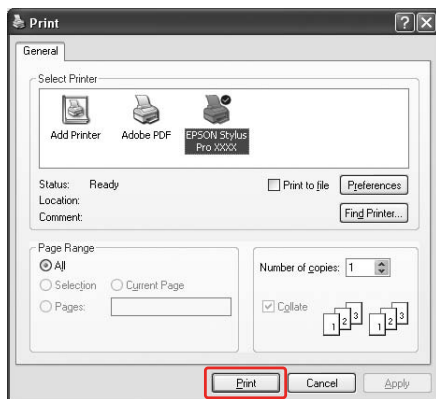 Print
General
Select Printer
Add Printer
Adobe PDF
EPSON Stylus
Pro XXXX
Status: Ready
Print to file
Preferences
Location:
Comment:
Find Printer...
Page Range
All
Selection
Current Page
Pages:
Number of copies: 1
Collate
1 2 3 1 2 3
Print
Cancel
Apply